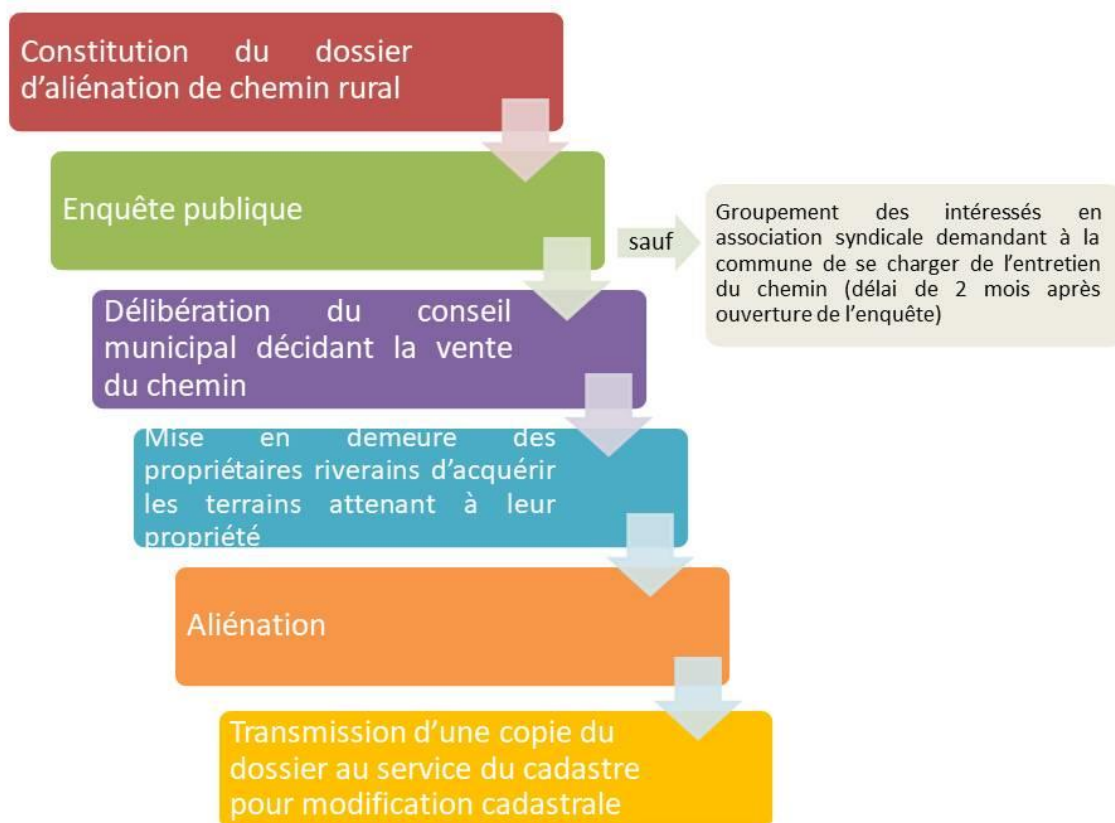 Constitution du dossier
d'aliénation de chemin rural
Enquête publique
sauf
Groupement des intéressés en
association syndicale demandant à la
commune de se charger de l'entretien
du chemin (délai de 2 mois après
ouverture de l'enquête)
Délibération du conseil
municipal décidant la vente
du chemin
Mise en demeure des
propriétaires riverains d'acquérir
les terrains attenant à leur
propriété
Aliénation
Transmission d'une copie du
dossier au service du cadastre
pour modification cadastrale